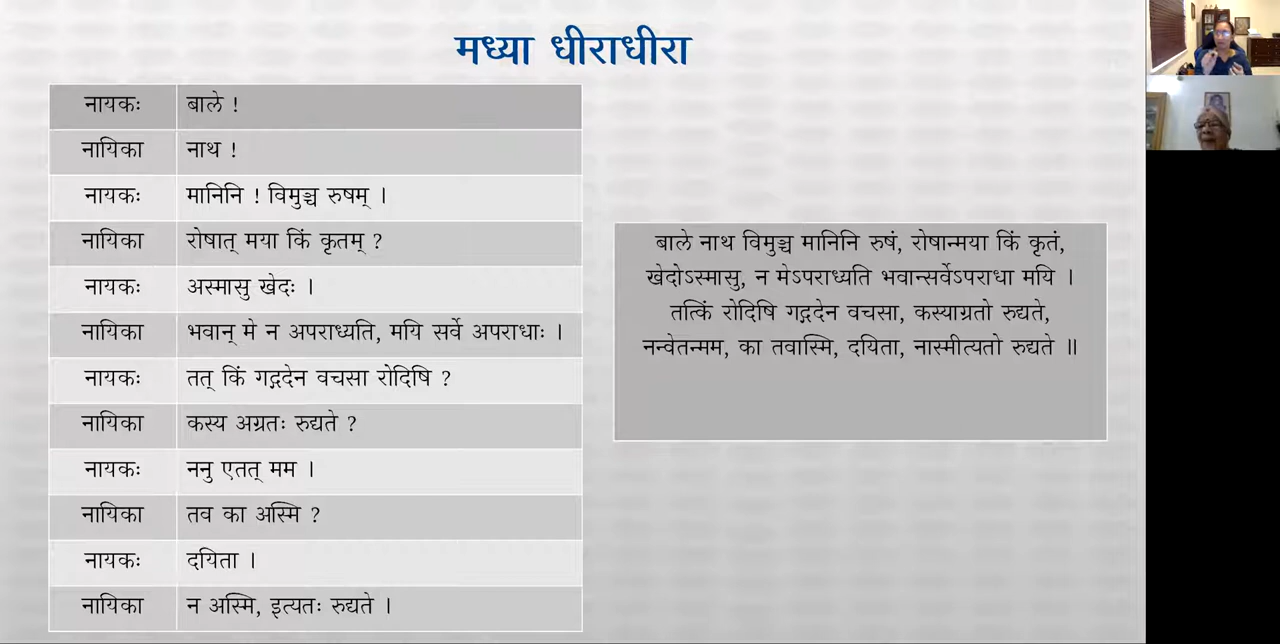 मध्या धीराधीरा
नायकः बाले !
नायिका नाथ !
नायकः मानिनि ! विमुञ्च रुषम् ।
नायिका रोषात् मया किं कृतम् ?
नायकः अस्मासु खेदः ।
नायिका भवान् मे न अपराध्यति, मयि सर्वे अपराधाः ।
नायकः तत् किं गद्गदेन वचसा रोदिषि ?
नायिका कस्य अग्रतः रुद्यते ?
नायकः ननु एतत् मम ।
नायिका तव का अस्मि ?
नायकः दयिता ।
नायिका न अस्मि, इत्यतः रुद्यते ।
बाले नाथ विमुञ्च मानिनि रुषं, रोषान्मया किं कृतं,
खेदोऽस्मासु, न मेऽपराध्यति भवान्सर्वेऽपराधा मयि ।
तत्किं रोदिषि गद्गदेन वचसा, कस्याग्रतो रुद्यते,
नन्वेतन्मम, का तवास्मि, दयिता, नास्मीत्यतो रुद्यते ॥